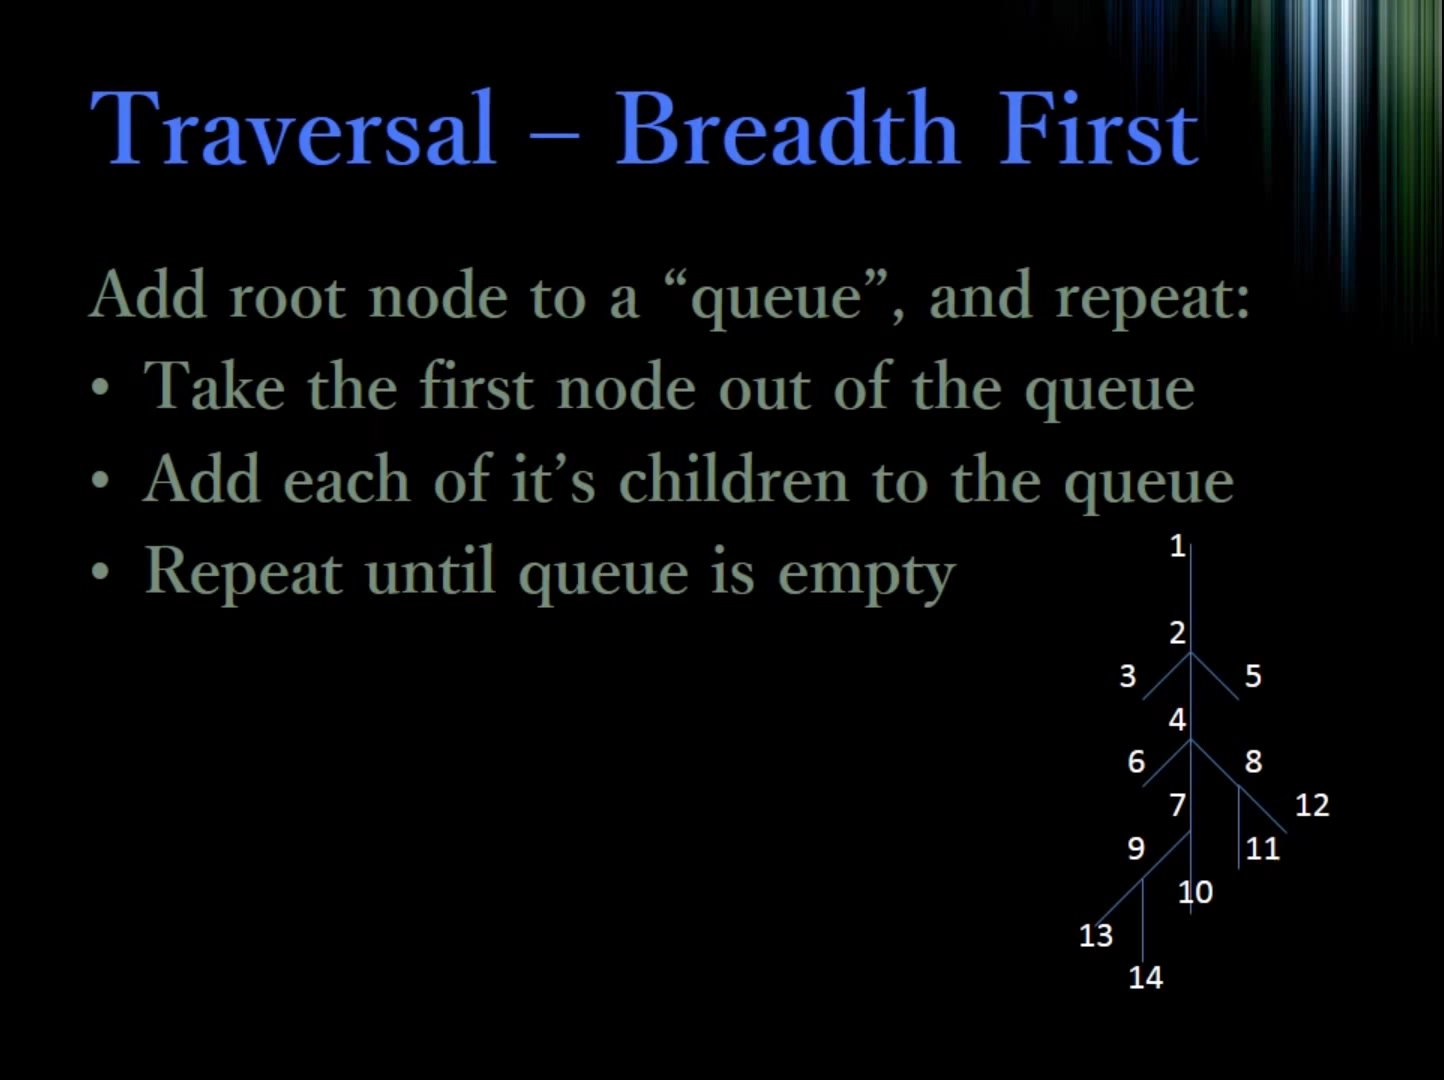 Traversal – Breadth First
Add root node to a “queue”, and repeat:
• Take the first node out of the queue
• Add each of it’s children to the queue
• Repeat until queue is empty
1
2
3 5
4
6 8
7 12
9 11
10
13
14